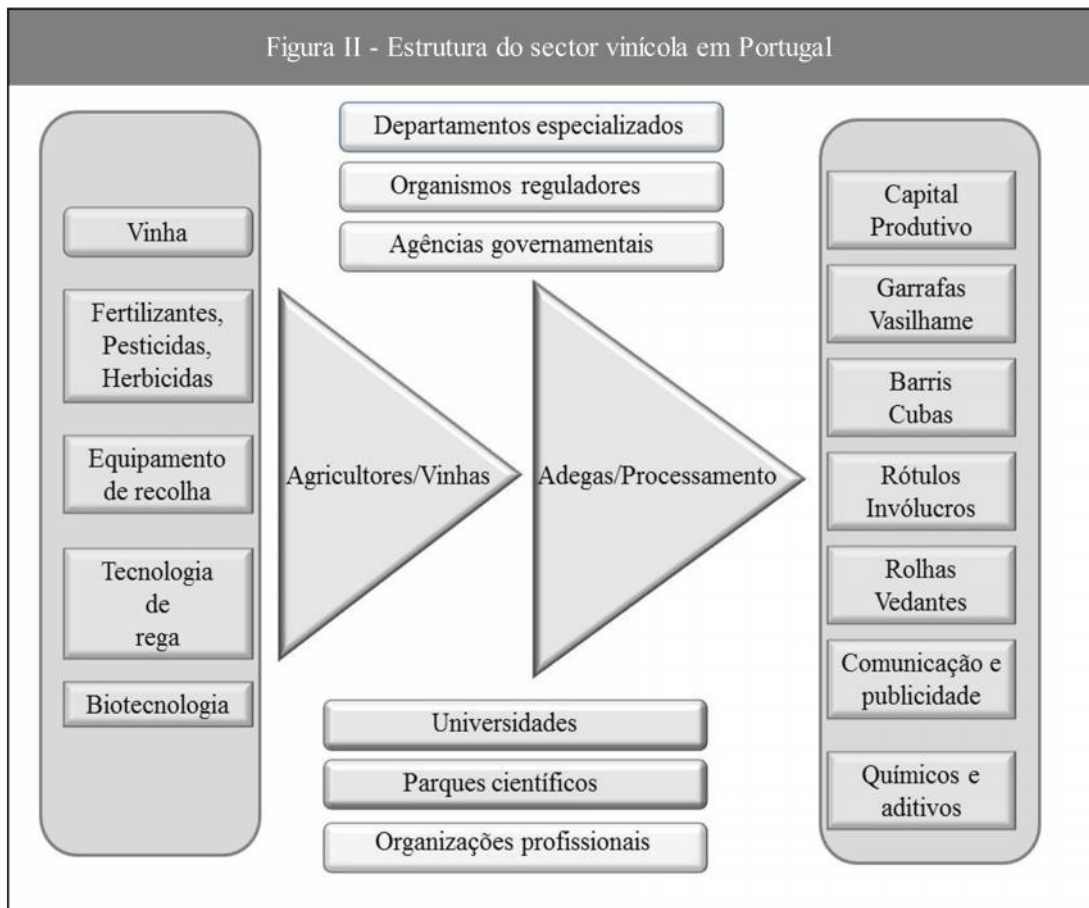 Figura II - Estrutura do sector vinícola em Portugal
Departamentos especializados
Organismos reguladores
Agências governamentais
Vinha
Fertilizantes,
Pesticidas,
Herbicidas
Equipamento
de recolha
Tecnologia
de
rega
Biotecnologia
Agricultores/Vinhas
Adegas/Processamento
Capital
Produtivo
Garrafas
Vasilhame
Barris
Cubas
Rótulos
Invólucros
Rolhas
Vedantes
Comunicação e
publicidade
Químicos e
aditivos
Universidades
Parques científicos
Organizações profissionais